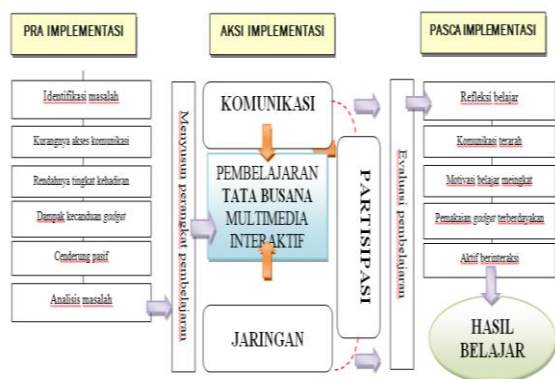 PRA IMPLEMENTASI
Identifikasi masalah
Kurangnya akses komunikasi
Rendahnya tingkat kehadiran
Dampak kecanduan gadget
Cenderung pasif
Analisis masalah
Menyusun perangkat pembelajaran
AKSI IMPLEMENTASI
KOMUNIKASI
PEMBELAJARAN
TATA BUSANA
MULTIMEDIA
INTERAKTIF
JARINGAN
PARTISIPASI
Evaluasi pembelajaran
PASCA IMPLEMENTASI
Refleksi belajar
Komunikasi terarah
Motivasi belajar meingkat
Pemakaian gadget terberdayakan
Aktif berinteraksi
HASIL
BELAJAR